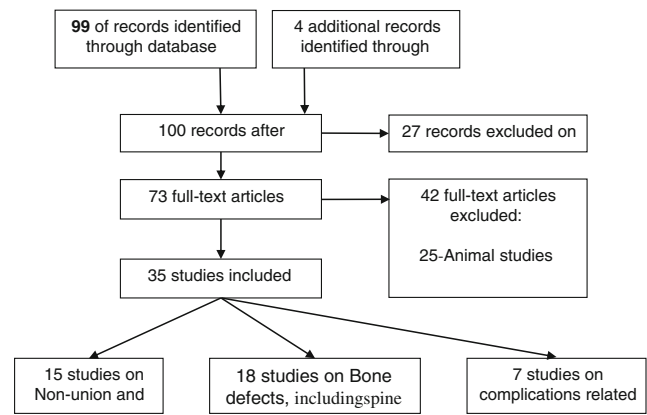 99 of records identified
through database
4 additional records
identified through
100 records after
27 records excluded on
73 full-text articles
42 full-text articles
excluded:
25-Animal studies
35 studies included
15 studies on
Non-union and
18 studies on Bone
defects, includingspine
7 studies on
complications related